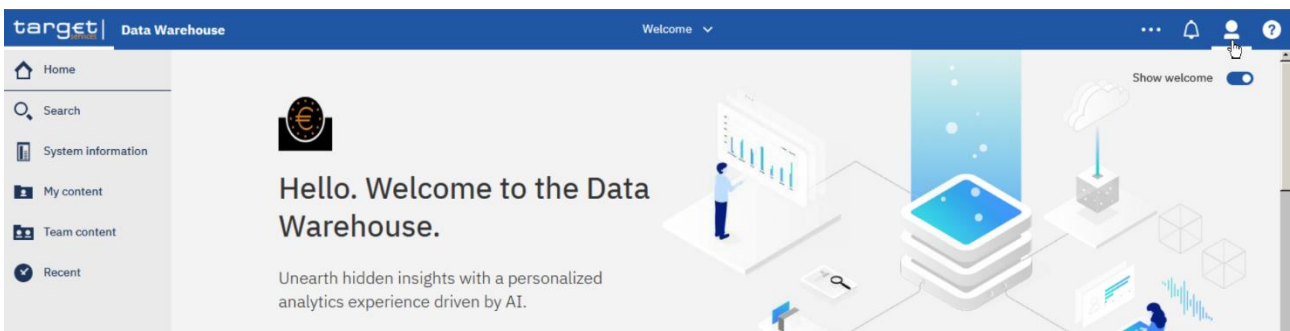 target| Data Warehouse
services
Welcome
?
Home
Show welcome
Search
System information
My content
Team content
Recent
€
Hello. Welcome to the Data
Warehouse.
Unearth hidden insights with a personalized
analytics experience driven by AI.